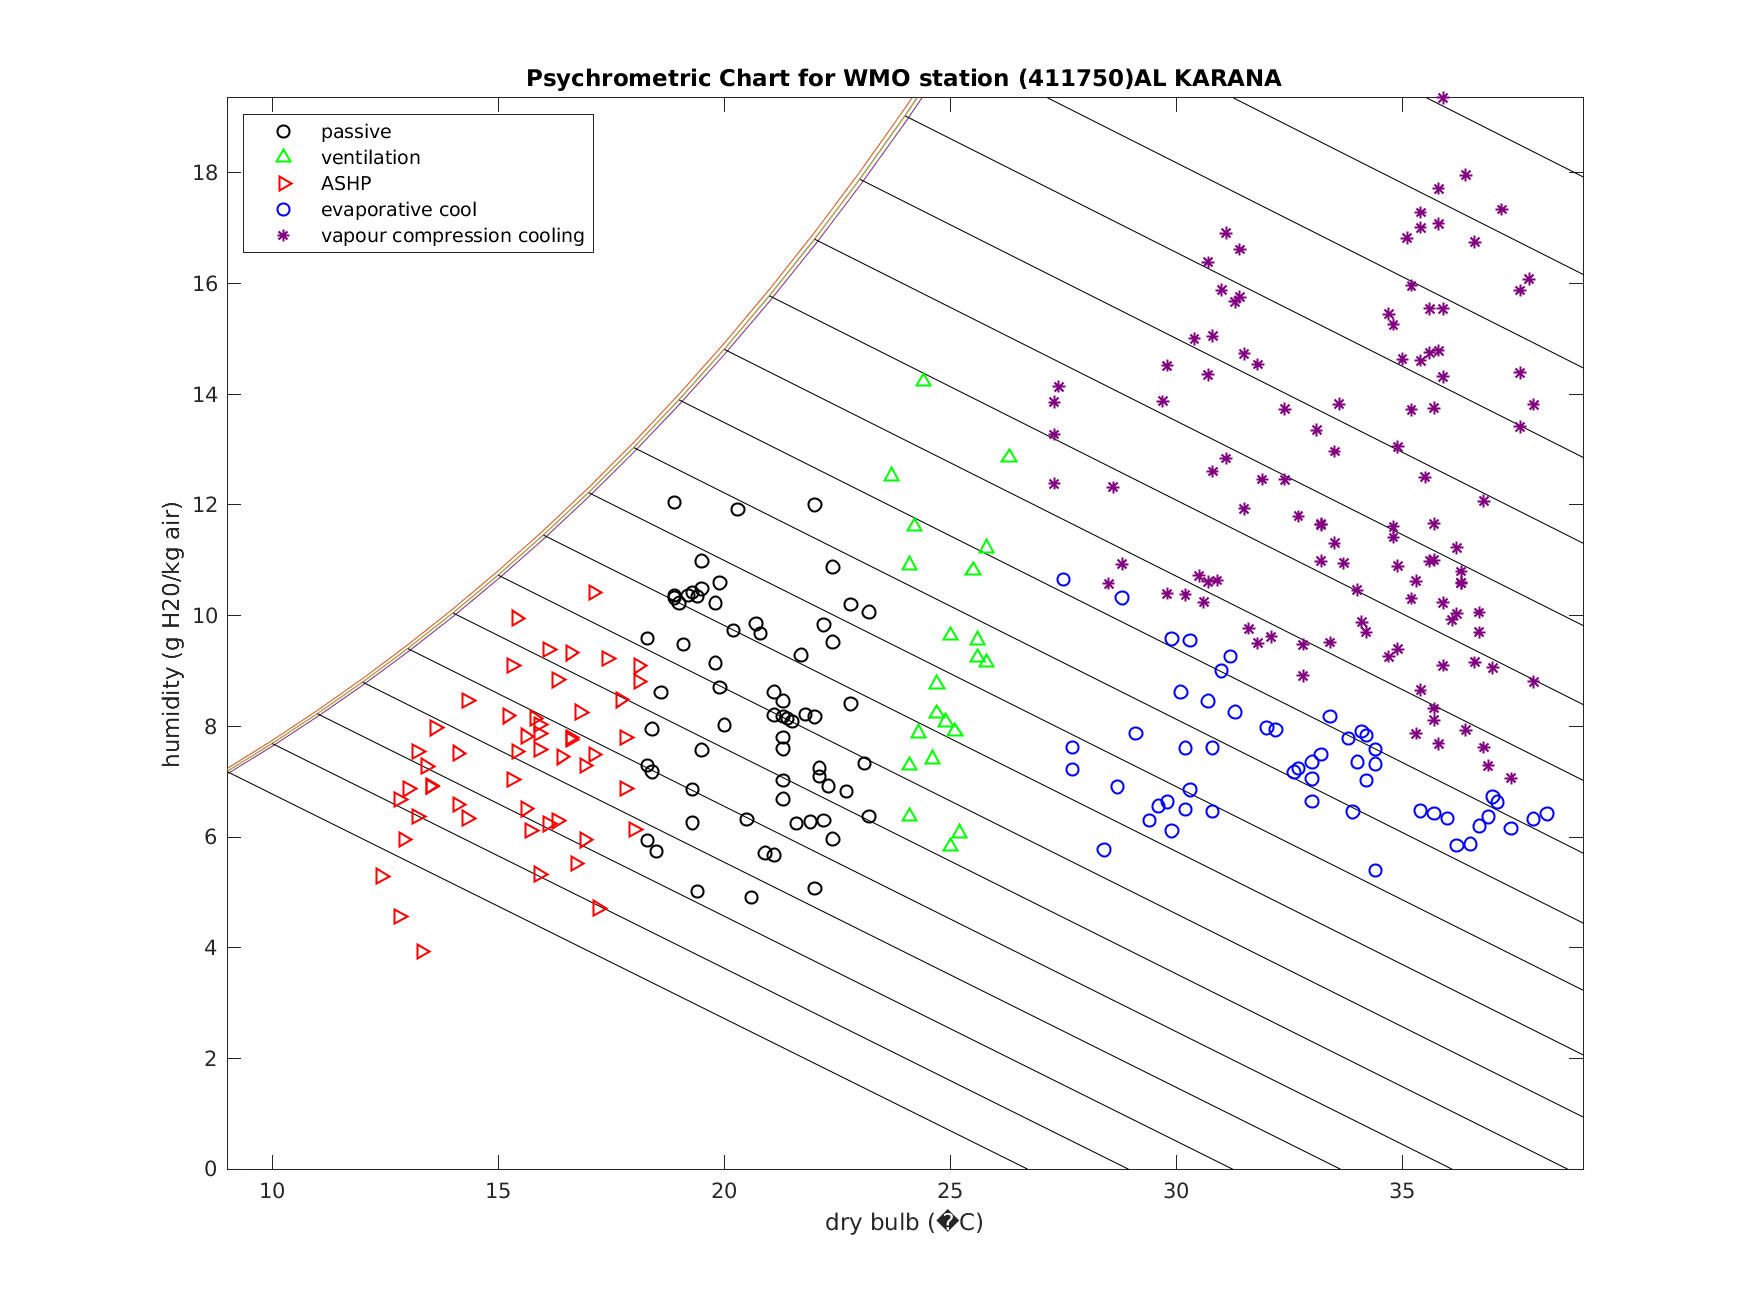 Psychrometric Chart for WMO station (411750)AL KARANA
passive
ventilation
ASHP
evaporative cool
vapour compression cooling
18
16
14
12
10
8
6
4
2
0
humidity (g H20/kg air)
10 15 20 25 30 35
dry bulb (�C)